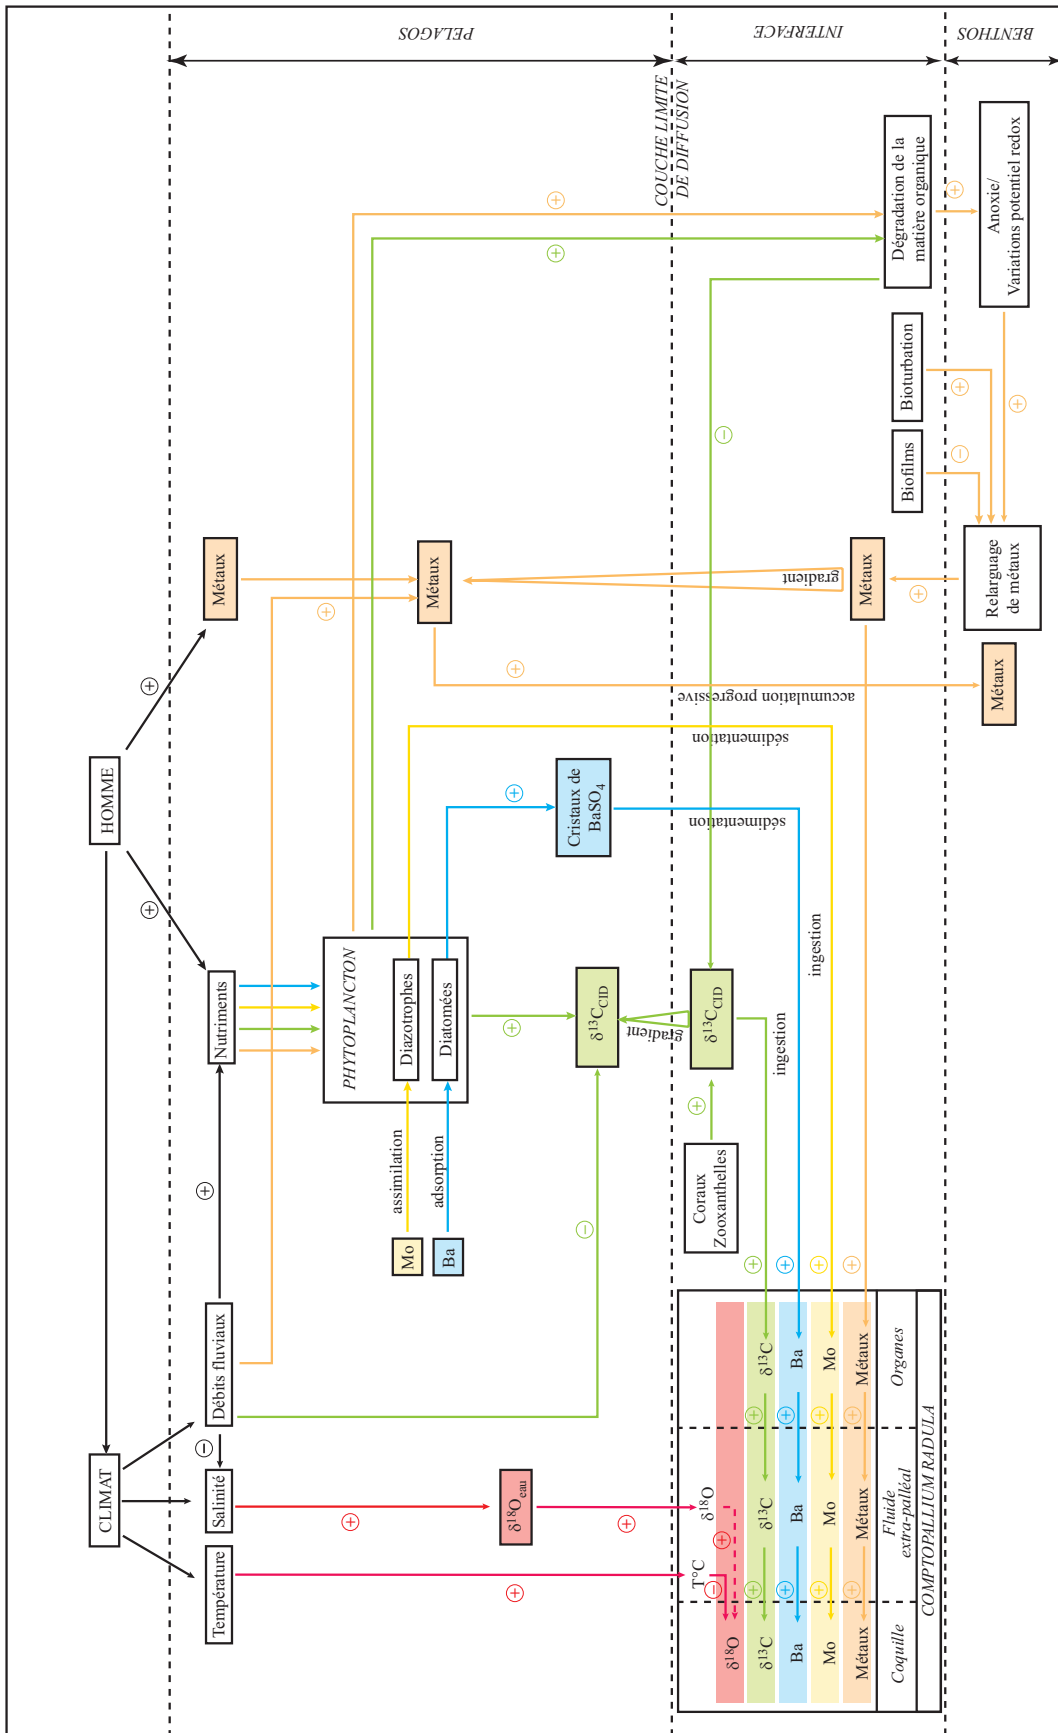 HOMME
CLIMAT
+
+
Température
Salinité
−
Débits fluviaux
+
Nutriments
Métaux
PELAGOS
PHYTOPLANCTON
Diazotrophes
Diatomées
assimilation
adsorption
Mo
Ba
+
Métaux
+
+
+
+
δ18Oeau
+
+
+
−
δ13CCID
+
Cristaux de
BaSO4
+
+
accumulation progressive
sédimentation
sédimentation
COUCHE LIMITE
DE DIFFUSION
INTERFACE
gradient
δ13CCID
+
Coraux
Zooxanthelles
−
gradient
Métaux
ingestion
ingestion
+
+
+
+
T°C
δ18O
−
+
δ18O
δ13C
+
δ13C
+
δ13C
Ba
+
Ba
+
Ba
Mo
+
Mo
+
Mo
Métaux
+
Métaux
+
Métaux
Coquille
Fluide
extra-palléal
Organes
COMPTOPALLIUM RADULA
Dégradation de la
matière organique
+
Biofilms
−
Bioturbation
+
BENTHOS
Métaux
+
Relarguage
de métaux
+
Anoxie/
Variations potentiel redox